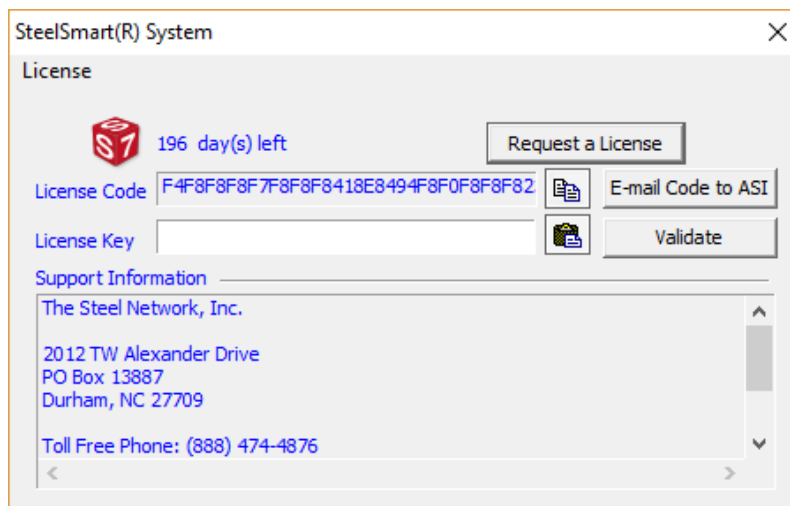 SteelSmart(R) System
License
SS7
196 day(s) left
Request a License
License Code
F4F8F8F8F7F8F8F8418E8494F8F0F8F8F82
E-mail Code to ASI
License Key
Validate
Support Information
The Steel Network, Inc.
2012 TW Alexander Drive
PO Box 13887
Durham, NC 27709
Toll Free Phone: (888) 474-4876